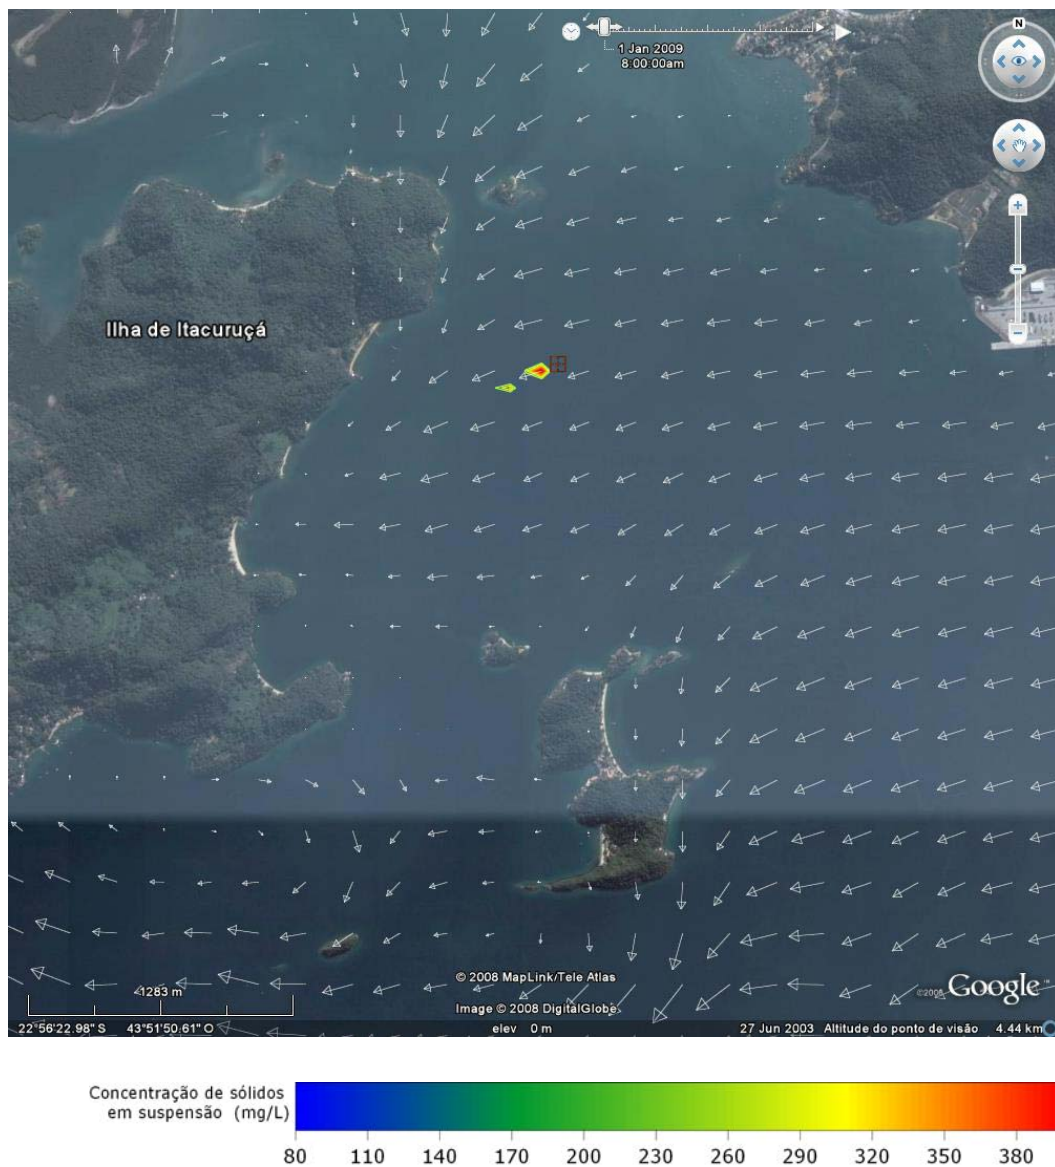 N
1 Jan 2009
8:00:00am
Ilha de Itacuruçá
© 2008 MapLink/Tele Atlas
Image © 2008 DigitalGlobe
©2008 Google™
1283 m
22°56'22.98" S 43°51'50.61" O
elev 0 m
27 Jun 2003 Altitude do ponto de visão 4.44 km
Concentração de sólidos
em suspensão (mg/L)
80 110 140 170 200 230 260 290 320 350 380